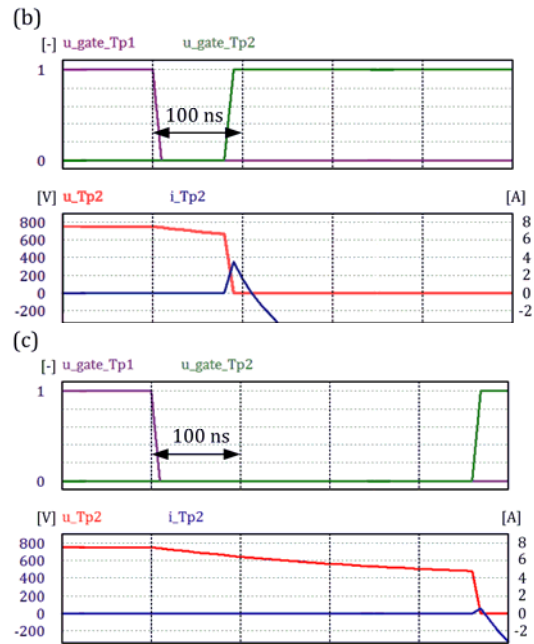 (b)
[-] u_gate_Tp1 u_gate_Tp2
1
100 ns
0
[V] u_Tp2 i_Tp2 [A]
800 8
600 6
400 4
200 2
0 0
-200 -2
(c)
[-] u_gate_Tp1 u_gate_Tp2
1
100 ns
0
[V] u_Tp2 i_Tp2 [A]
800 8
600 6
400 4
200 2
0 0
-200 -2